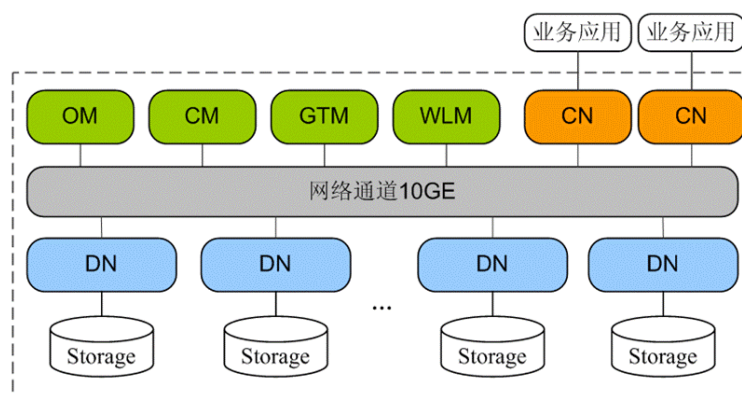 业务应用 业务应用
OM CM GTM WLM CN CN
网络通道10GE
DN DN DN DN
...
Storage Storage Storage Storage